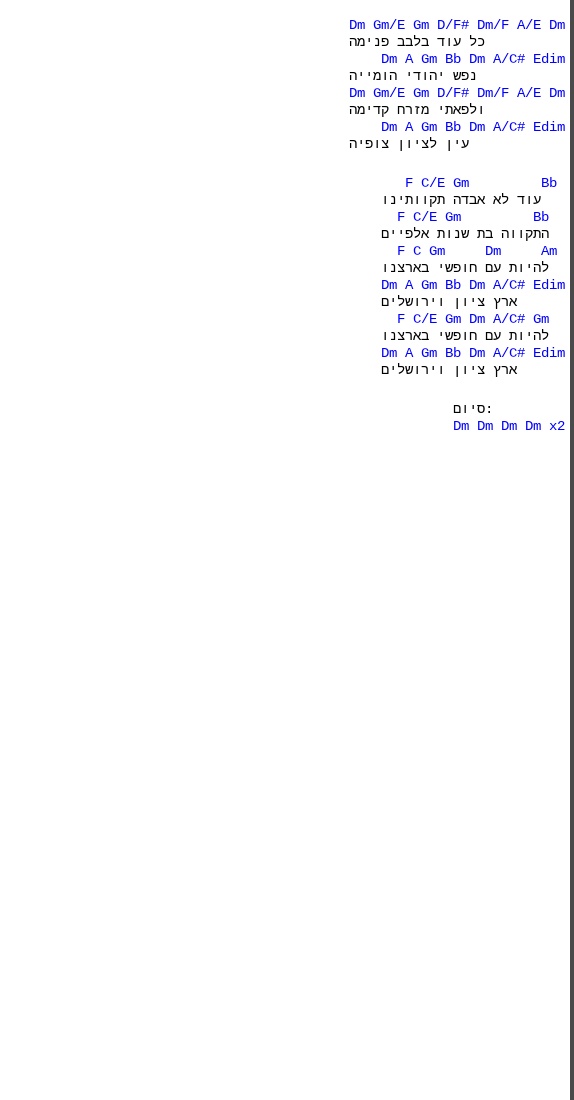 Dm Gm/E Gm D/F# Dm/F A/E Dm
כל עוד בלבב פנימה
Dm A Gm Bb Dm A/C# Edim
נפש יהודי הומייה
Dm Gm/E Gm D/F# Dm/F A/E Dm
ולפאתי מזרח קדימה
Dm A Gm Bb Dm A/C# Edim
עין לציון צופיה
F C/E Gm Bb
עוד לא אבדה תקוותינו
F C/E Gm Bb
התקווה בת שנות אלפיים
F C Gm Dm Am
להיות עם חופשי בארצנו
Dm A Gm Bb Dm A/C# Edim
ארץ ציון וירושלים
F C/E Gm Dm A/C# Gm
להיות עם חופשי בארצנו
Dm A Gm Bb Dm A/C# Edim
ארץ ציון וירושלים
סיום:
Dm Dm Dm Dm x2